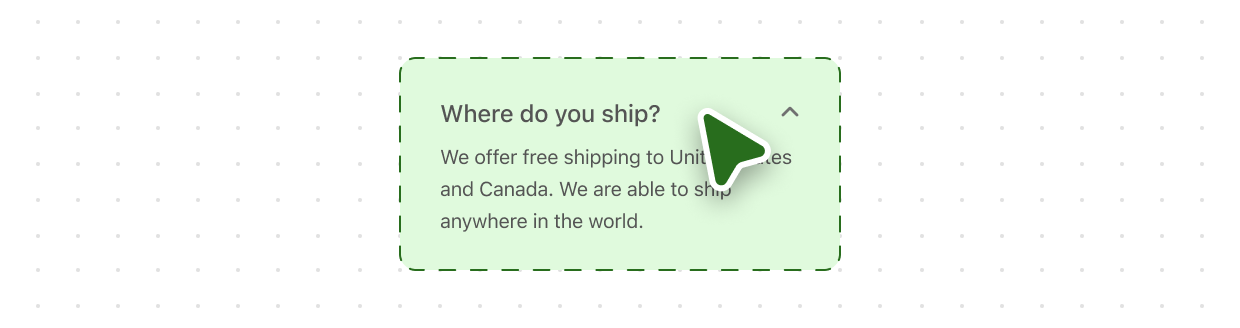 Where do you ship?
We offer free shipping to Unit tes
and Canada. We are able to ship
anywhere in the world.